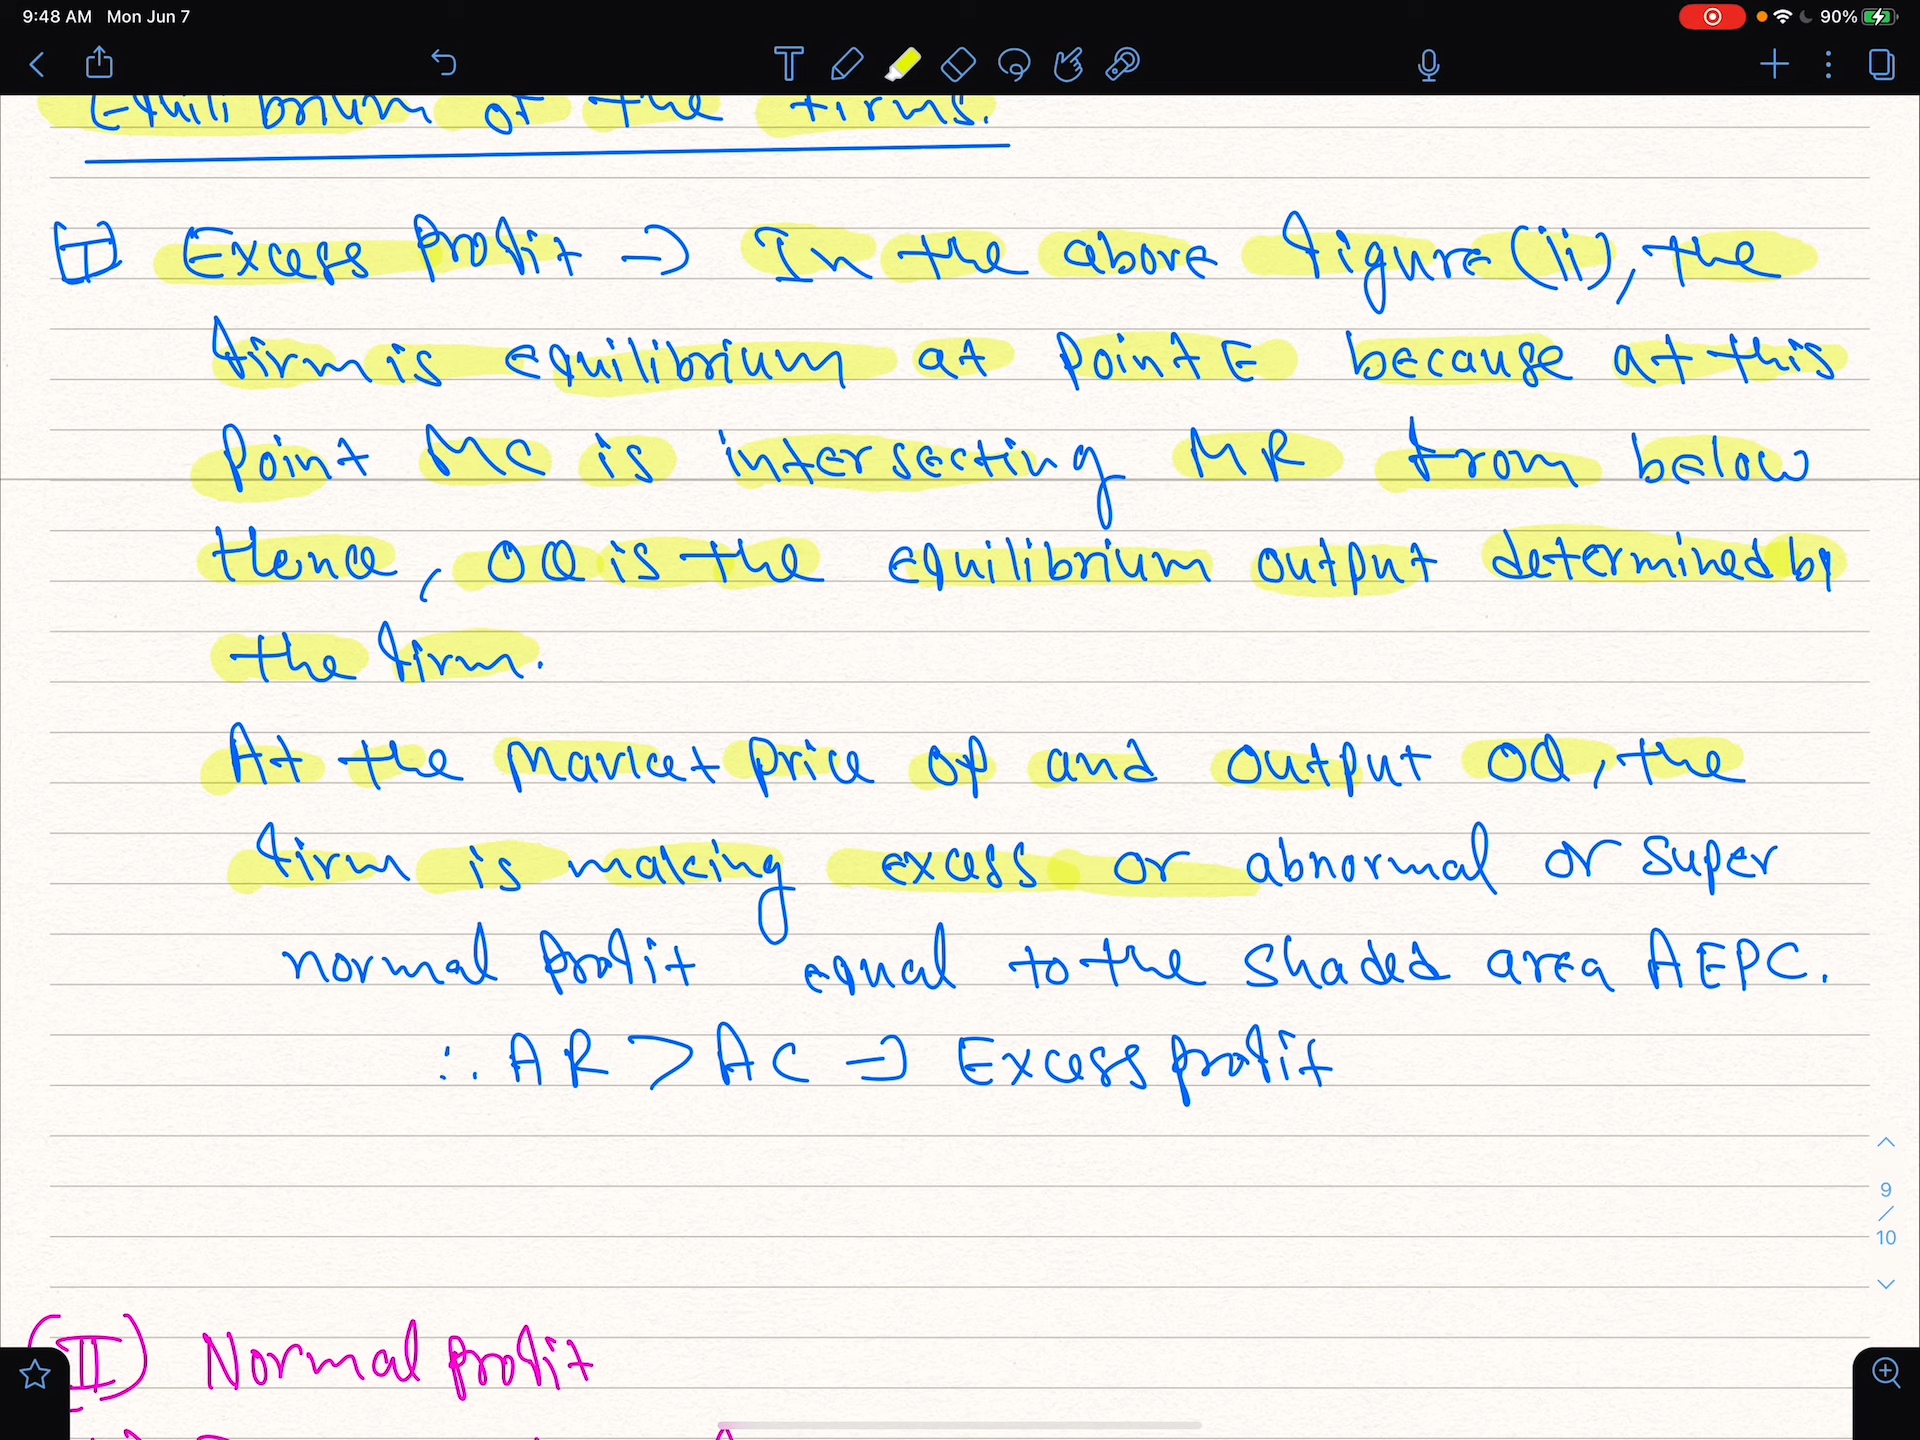 9:48 AM Mon Jun 7
90%
Equilibrium of the firms.
[I] Excess Profit → In the above figure (ii), the
firm is equilibrium at point E because at this
point MC is intersecting MR from below
Hence, OQ is the equilibrium output determined by
the firm.
At the market price OP and output OQ, the
firm is making excess or abnormal or super
normal profit equal to the shaded area AEPC.
∴ AR > AC → Excess profit
9
/
10
(II) Normal profit